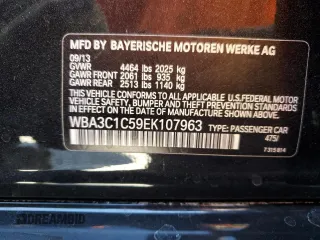 MFD BY BAYERISCHE MOTOREN WERKE AG
09/13
GVWR 4464 lbs 2025 kg
GAWR FRONT 2061 lbs 935 kg
GAWR REAR 2513 lbs 1140 kg
THIS VEHICLE CONFORMS TO ALL APPLICABLE U.S.FEDERAL
MOTOR VEHICLE SAFETY, BUMPER, AND THEFT PREVENTION
STANDARDS IN EFFECT ON THE DATE OF MANUFACTURE SHOWN ABOVE.
WBA3C1C59EK107963 TYPE: PASSENGER CAR
475/
7315814
DREAMBID